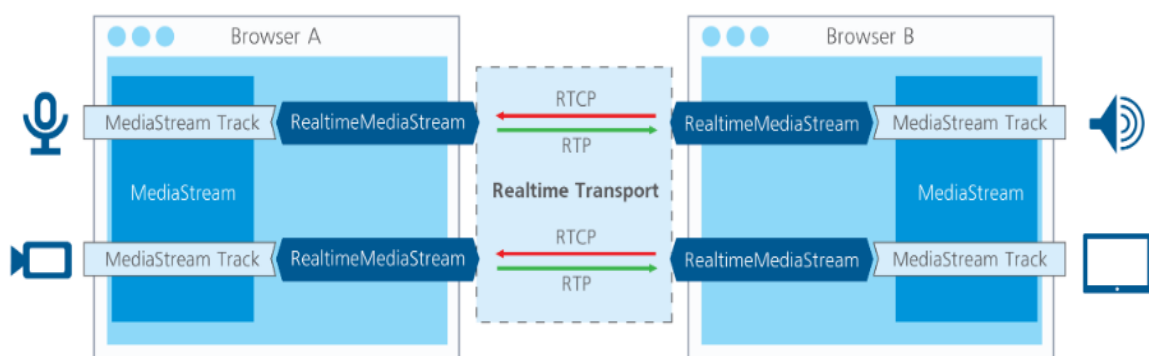 Browser A
Browser B
MediaStream Track
RealtimeMediaStream
RTCP
RTP
RealtimeMediaStream
MediaStream Track
MediaStream
Realtime Transport
MediaStream
MediaStream Track
RealtimeMediaStream
RTCP
RTP
RealtimeMediaStream
MediaStream Track